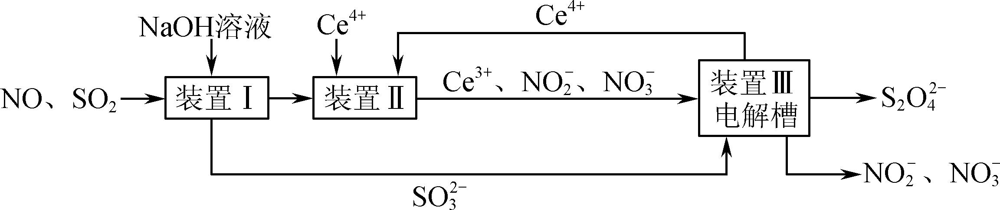 Ce⁴⁺
NaOH溶液
Ce⁴⁺
NO、SO₂
装置Ⅰ
装置Ⅱ
Ce³⁺、NO₂⁻、NO₃⁻
装置Ⅲ
电解槽
S₂O₄²⁻
SO₃²⁻
NO₂⁻、NO₃⁻